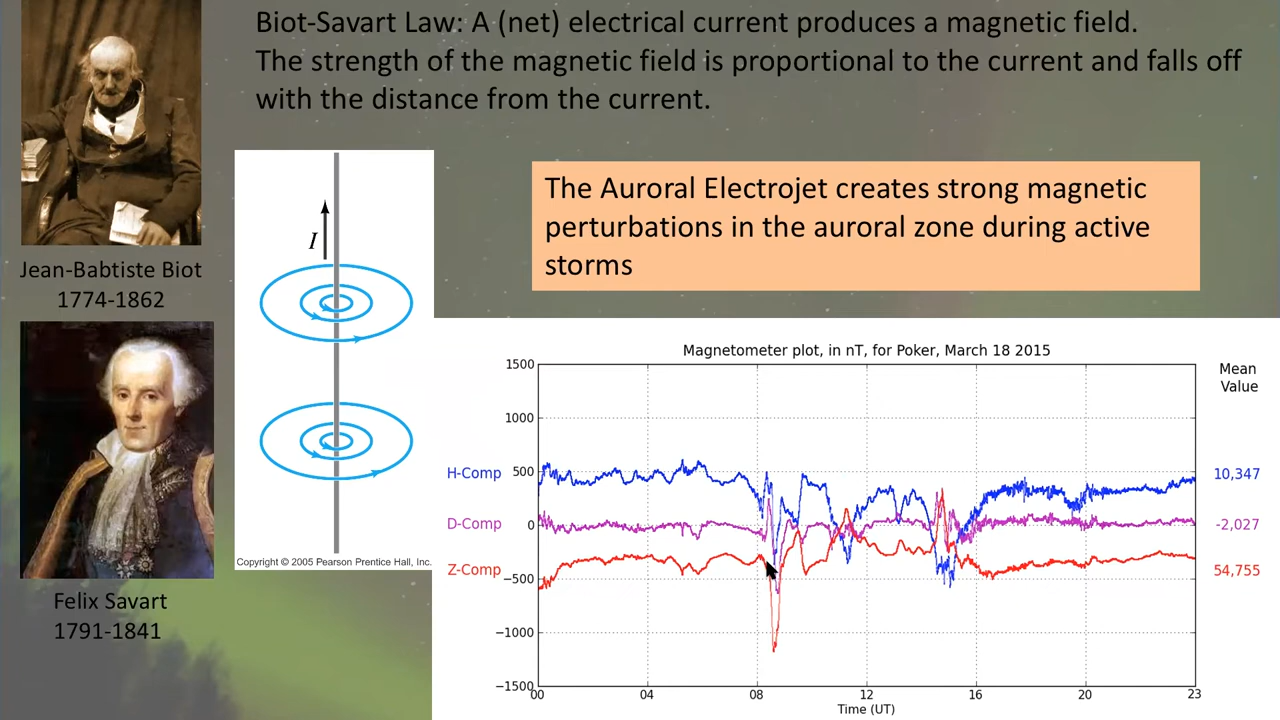 Biot-Savart Law: A (net) electrical current produces a magnetic field.
The strength of the magnetic field is proportional to the current and falls off
with the distance from the current.
Jean-Babtiste Biot
1774-1862
Felix Savart
1791-1841
I
Copyright © 2005 Pearson Prentice Hall, Inc.
The Auroral Electrojet creates strong magnetic
perturbations in the auroral zone during active
storms
Magnetometer plot, in nT, for Poker, March 18 2015
Mean
Value
1500
1000
500
0
−500
−1000
−1500
H-Comp
10,347
D-Comp
-2,027
Z-Comp
54,755
00 04 08 12 16 20 23
Time (UT)